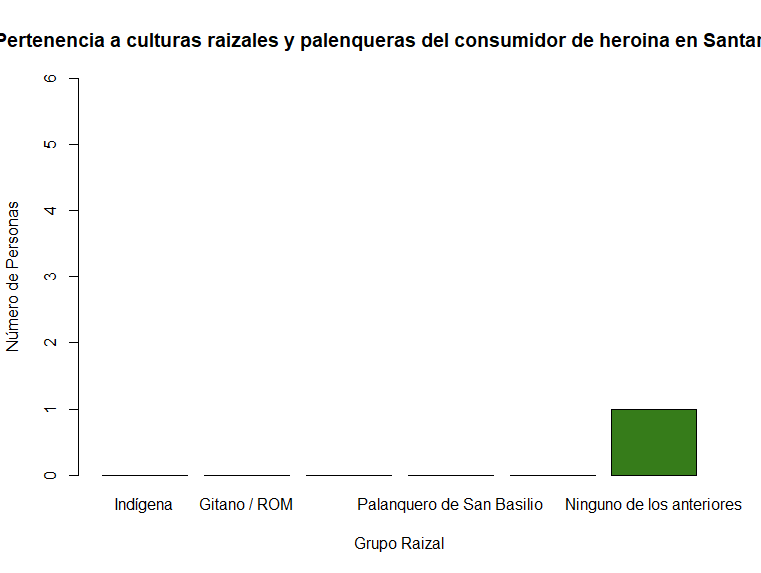 Pertenencia a culturas raizales y palenqueras del consumidor de heroina en Santar
Número de Personas
6
5
4
3
2
1
0
Indígena Gitano / ROM Palanquero de San Basilio Ninguno de los anteriores
Grupo Raizal